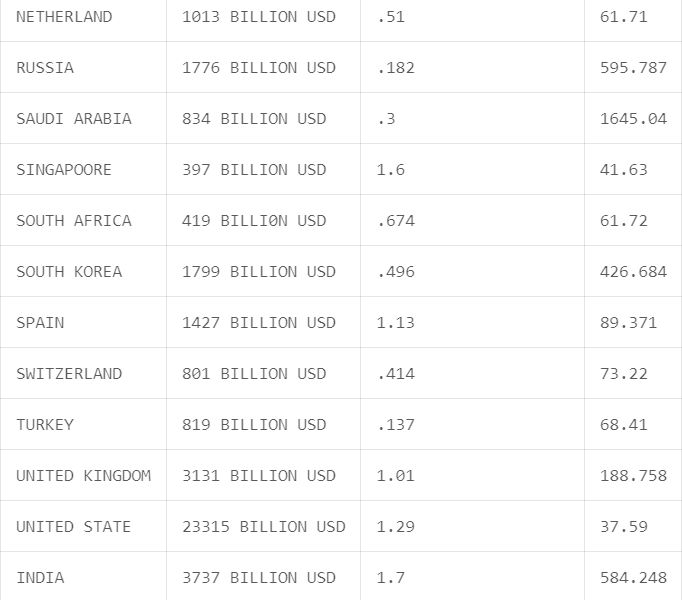 NETHERLAND 1013 BILLION USD .51 61.71
RUSSIA 1776 BILLION USD .182 595.787
SAUDI ARABIA 834 BILLION USD .3 1645.04
SINGAPOORE 397 BILLION USD 1.6 41.63
SOUTH AFRICA 419 BILLI0N USD .674 61.72
SOUTH KOREA 1799 BILLION USD .496 426.684
SPAIN 1427 BILLION USD 1.13 89.371
SWITZERLAND 801 BILLION USD .414 73.22
TURKEY 819 BILLION USD .137 68.41
UNITED KINGDOM 3131 BILLION USD 1.01 188.758
UNITED STATE 23315 BILLION USD 1.29 37.59
INDIA 3737 BILLION USD 1.7 584.248